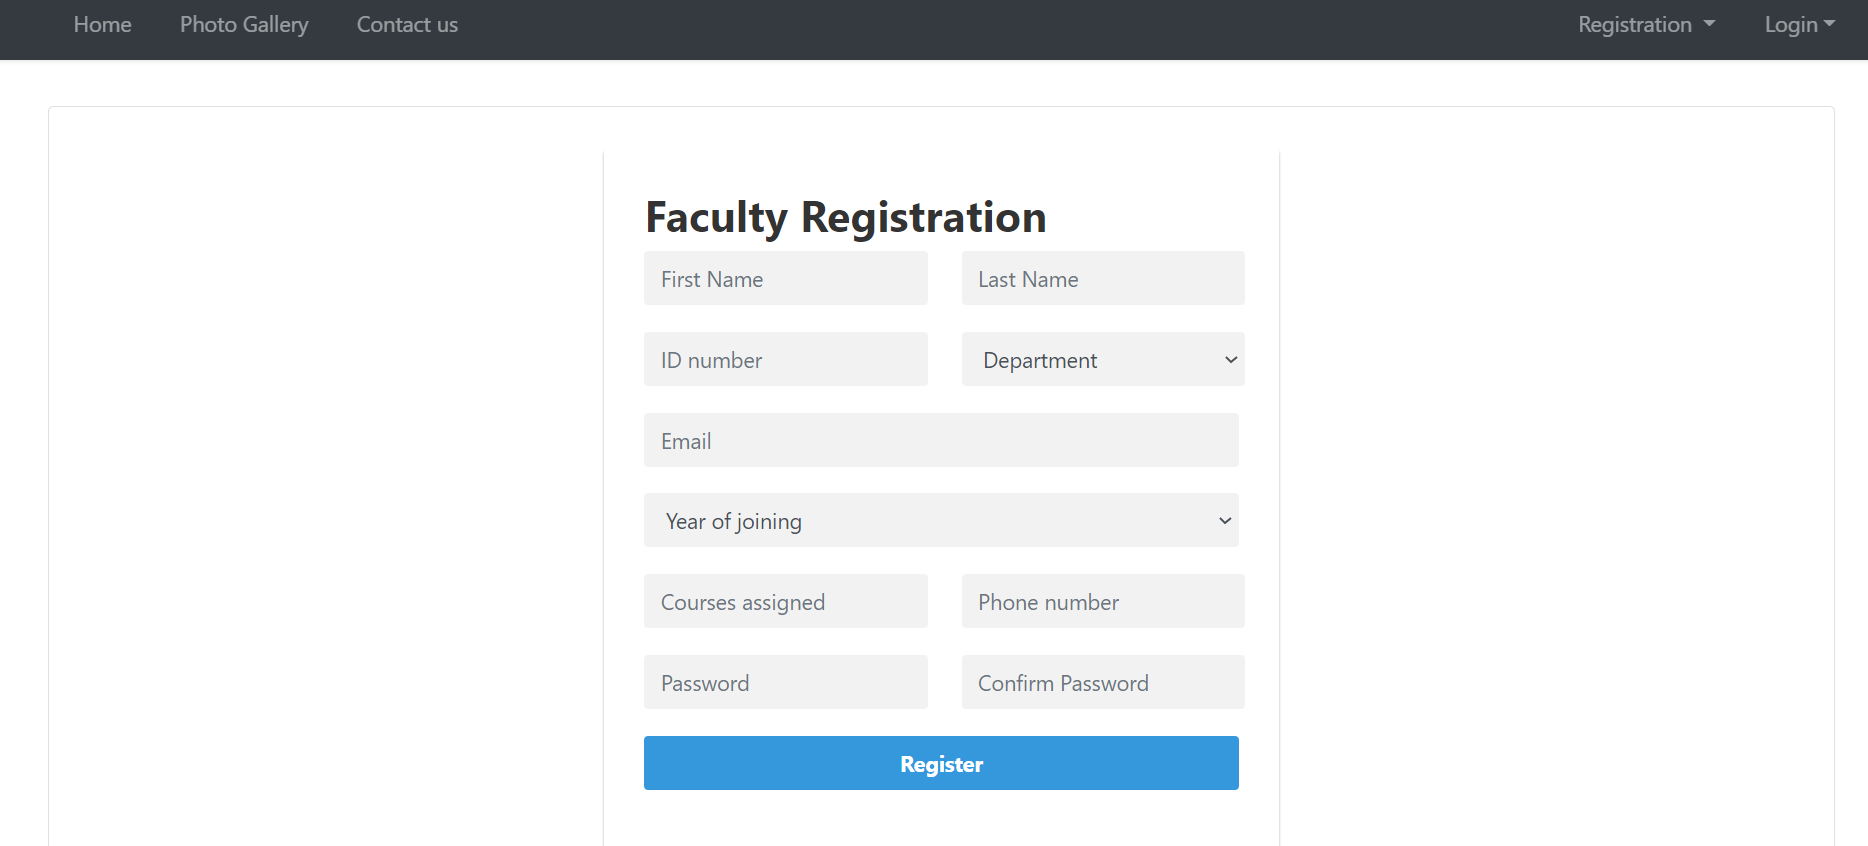 Home Photo Gallery Contact us Registration Login
Faculty Registration
First Name Last Name
ID number Department
Email
Year of joining
Courses assigned Phone number
Password Confirm Password
Register